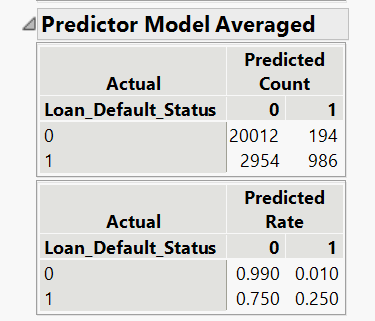 Predictor Model Averaged
Predicted
Actual Count
Loan_Default_Status 0 1
0 20012 194
1 2954 986
Predicted
Actual Rate
Loan_Default_Status 0 1
0 0.990 0.010
1 0.750 0.250